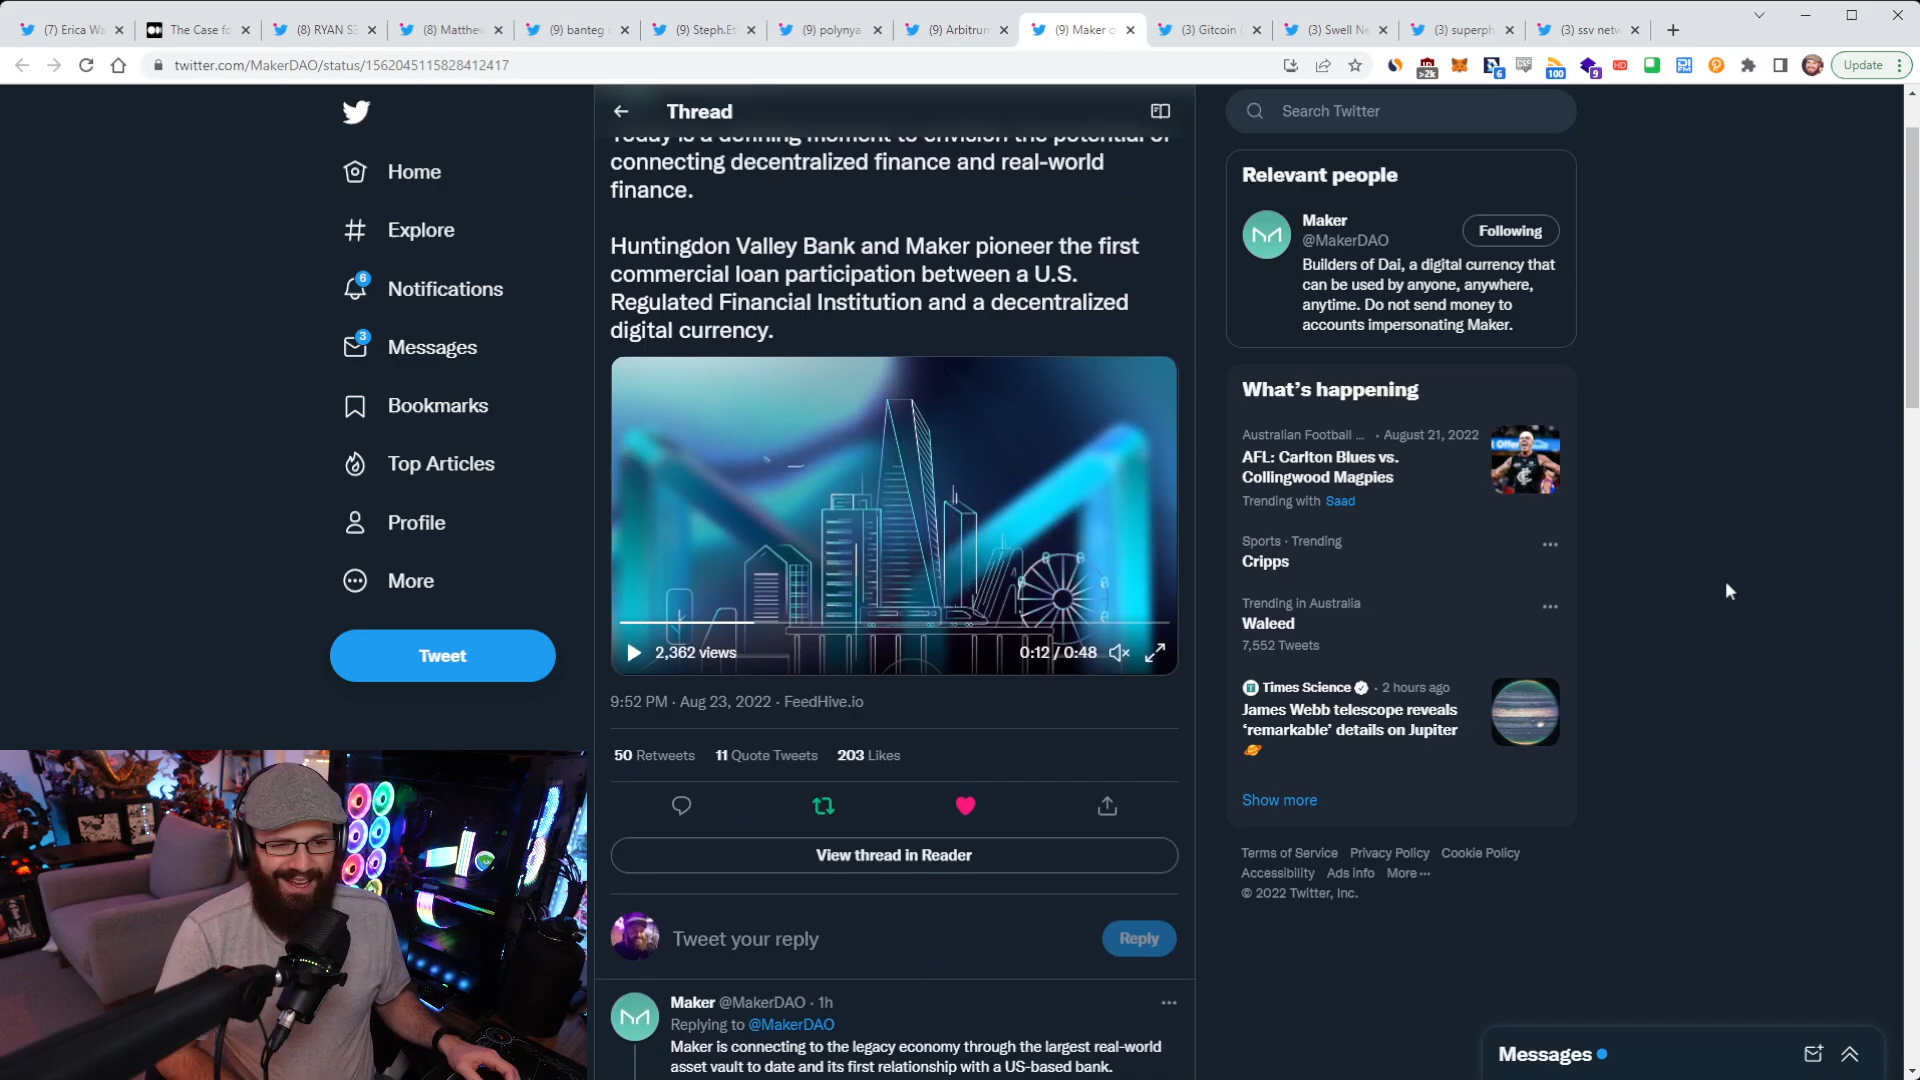 (7) Erica Wa
The Case fo
(8) RYAN SE
(8) Matthew
(9) banteg
(9) Steph.Et
(9) polynya
(9) Arbitrum
(9) Maker o
(3) Gitcoin
(3) Swell Ne
(3) superph
(3) ssv netw
twitter.com/MakerDAO/status/1562045115828412417
>2k
6
CSF
100
9
HD
Update
Home
Explore
6
Notifications
3
Messages
Bookmarks
Top Articles
Profile
More
Tweet
Thread
Today is a defining moment to envision the potential of
connecting decentralized finance and real-world
finance.
Huntingdon Valley Bank and Maker pioneer the first
commercial loan participation between a U.S.
Regulated Financial Institution and a decentralized
digital currency.
2,362 views
0:12 / 0:48
9:52 PM · Aug 23, 2022 · FeedHive.io
50 Retweets 11 Quote Tweets 203 Likes
View thread in Reader
Tweet your reply
Reply
Maker @MakerDAO · 1h
Replying to @MakerDAO
Maker is connecting to the legacy economy through the largest real-world
asset vault to date and its first relationship with a US-based bank.
Search Twitter
Relevant people
Maker
@MakerDAO
Following
Builders of Dai, a digital currency that
can be used by anyone, anywhere,
anytime. Do not send money to
accounts impersonating Maker.
What's happening
Australian Football ... · August 21, 2022
AFL: Carlton Blues vs.
Collingwood Magpies
Trending with Saad
Sports · Trending
Cripps
Trending in Australia
Waleed
7,552 Tweets
Times Science · 2 hours ago
James Webb telescope reveals
'remarkable' details on Jupiter
Show more
Terms of Service Privacy Policy Cookie Policy
Accessibility Ads info More ...
© 2022 Twitter, Inc.
Messages